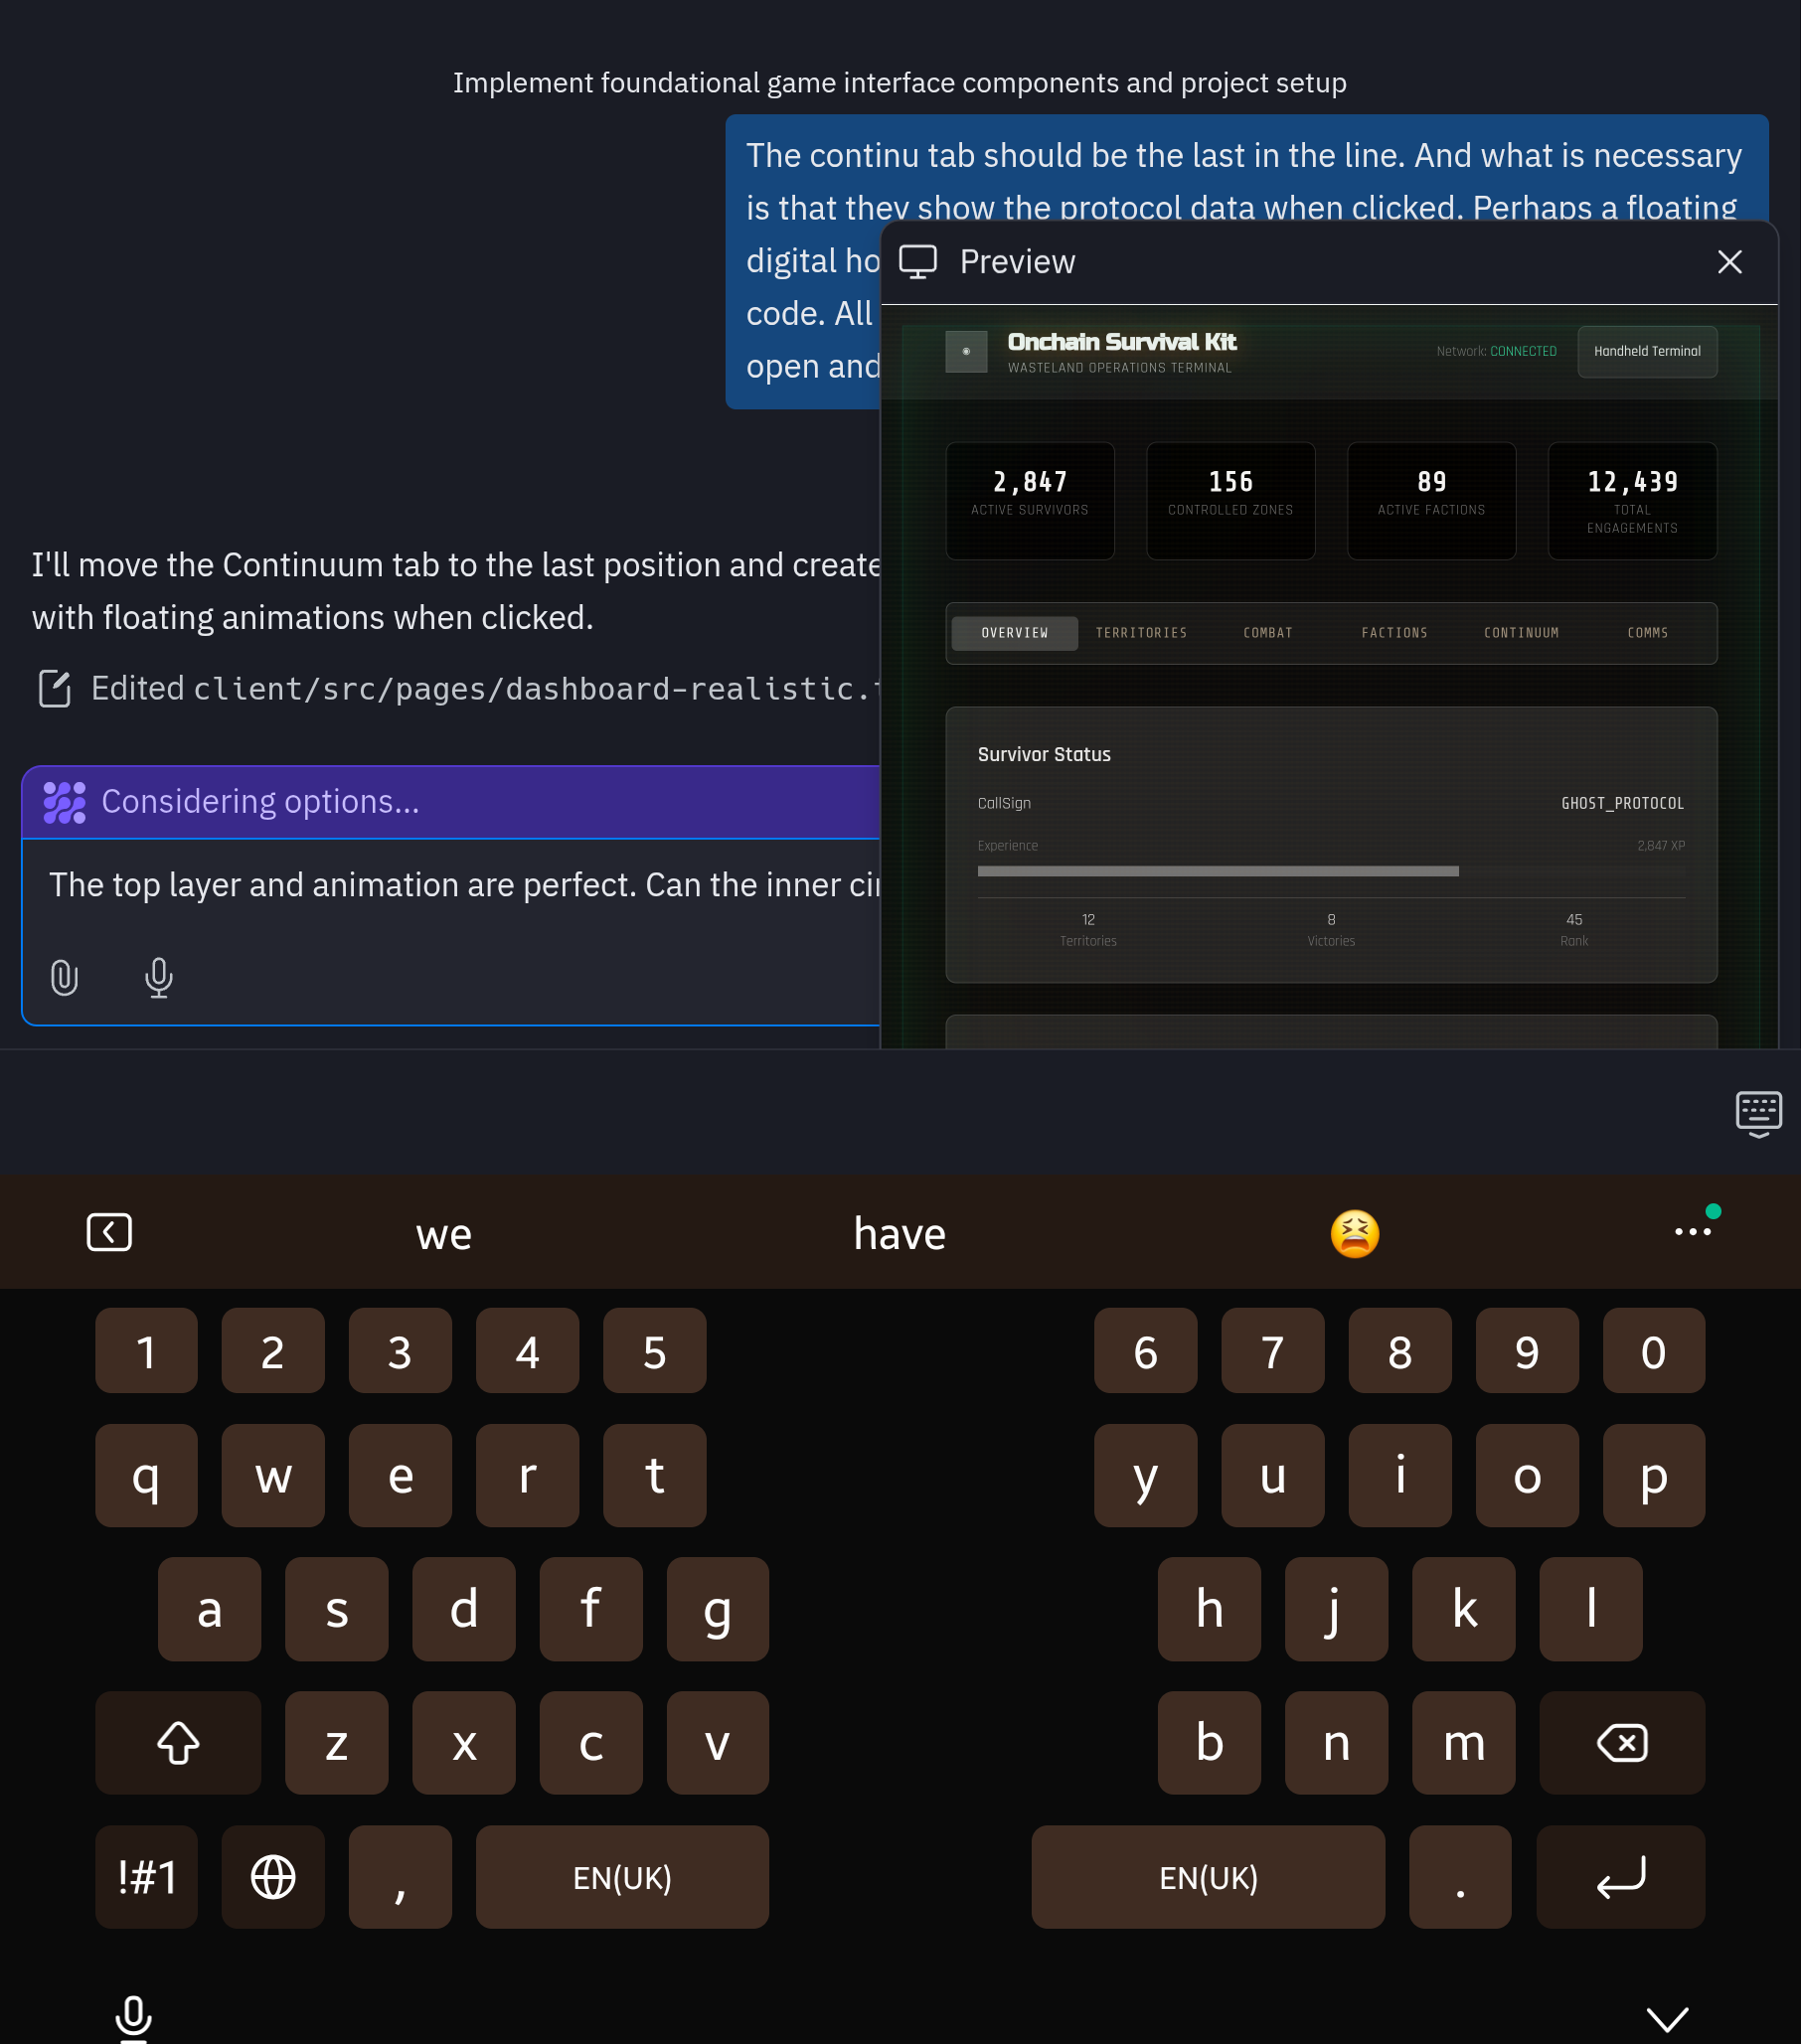 Implement foundational game interface components and project setup
The continu tab should be the last in the line. And what is necessary
is that they show the protocol data when clicked. Perhaps a floating
digital ho
code. All
open and
Preview
Onchain Survival Kit
WASTELAND OPERATIONS TERMINAL
Network: CONNECTED
Handheld Terminal
2,847
ACTIVE SURVIVORS
156
CONTROLLED ZONES
89
ACTIVE FACTIONS
12,439
TOTAL
ENGAGEMENTS
OVERVIEW TERRITORIES COMBAT FACTIONS CONTINUUM COMMS
Survivor Status
CallSign GHOST_PROTOCOL
Experience 2,847 XP
12 8 45
Territories Victories Rank
I'll move the Continuum tab to the last position and create
with floating animations when clicked.
Edited client/src/pages/dashboard-realistic.
Considering options...
The top layer and animation are perfect. Can the inner
we have
1 2 3 4 5 6 7 8 9 0
q w e r t y u i o p
a s d f g h j k l
z x c v b n m
!#1 , EN(UK) EN(UK) .